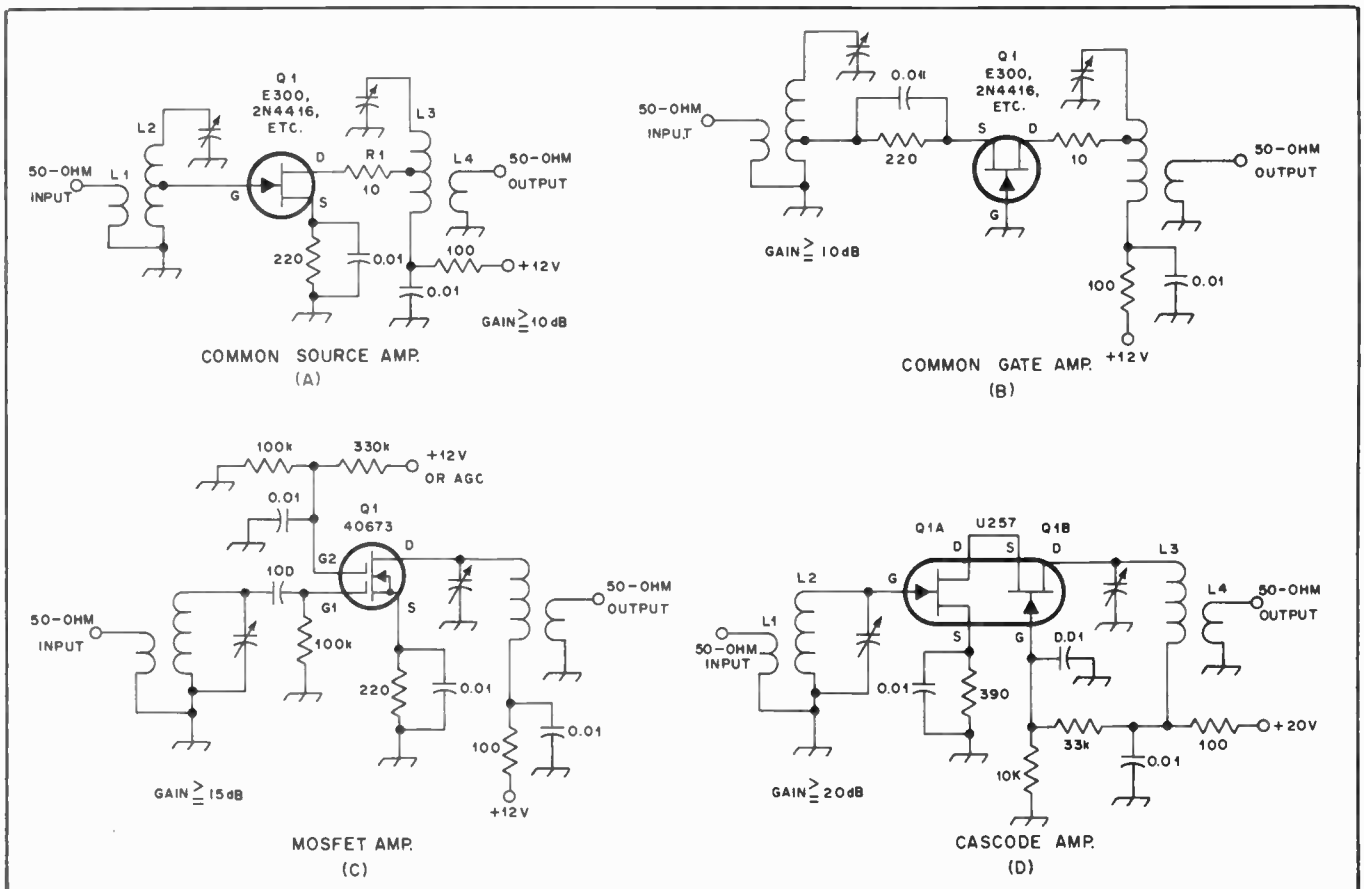 Q1
E300,
2N4416,
ETC.
L3
L2
50-OHM
INPUT
L1
G
D
S
R1
10
L4
50-OHM
OUTPUT
220
0.01
100
+12V
0.01
GAIN ≧ 10dB
COMMON SOURCE AMP.
(A)
Q1
E300,
2N4416,
ETC.
50-OHM
INPUT
0.01
220
S
D
G
10
50-OHM
OUTPUT
GAIN ≧ 10dB
100
0.01
+12V
COMMON GATE AMP.
(B)
100k
330k
+12V
OR AGC
0.01
Q1
40673
G2
D
100
G1
S
50-OHM
INPUT
100k
220
0.01
50-OHM
OUTPUT
100
0.01
+12V
GAIN ≧ 15dB
MOSFET AMP.
(C)
Q1A
U257
Q1B
D
S
D
L3
L2
G
L4
50-OHM
OUTPUT
L1
50-OHM
INPUT
S
G
0.01
0.01
390
33k
100
+20V
10K
0.01
GAIN ≧ 20dB
CASCODE AMP.
(D)